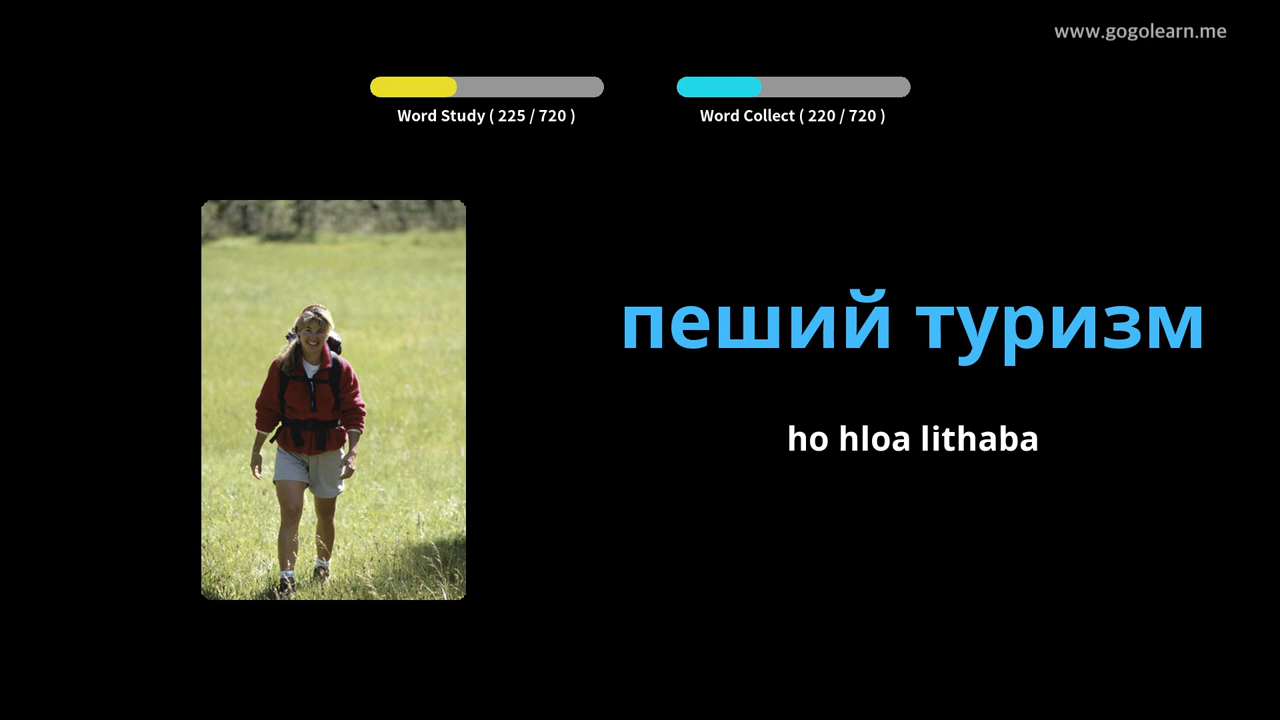 www.gogolearn.me
Word Study ( 225 / 720 )
Word Collect ( 220 / 720 )
пеший туризм
ho hloa lithaba